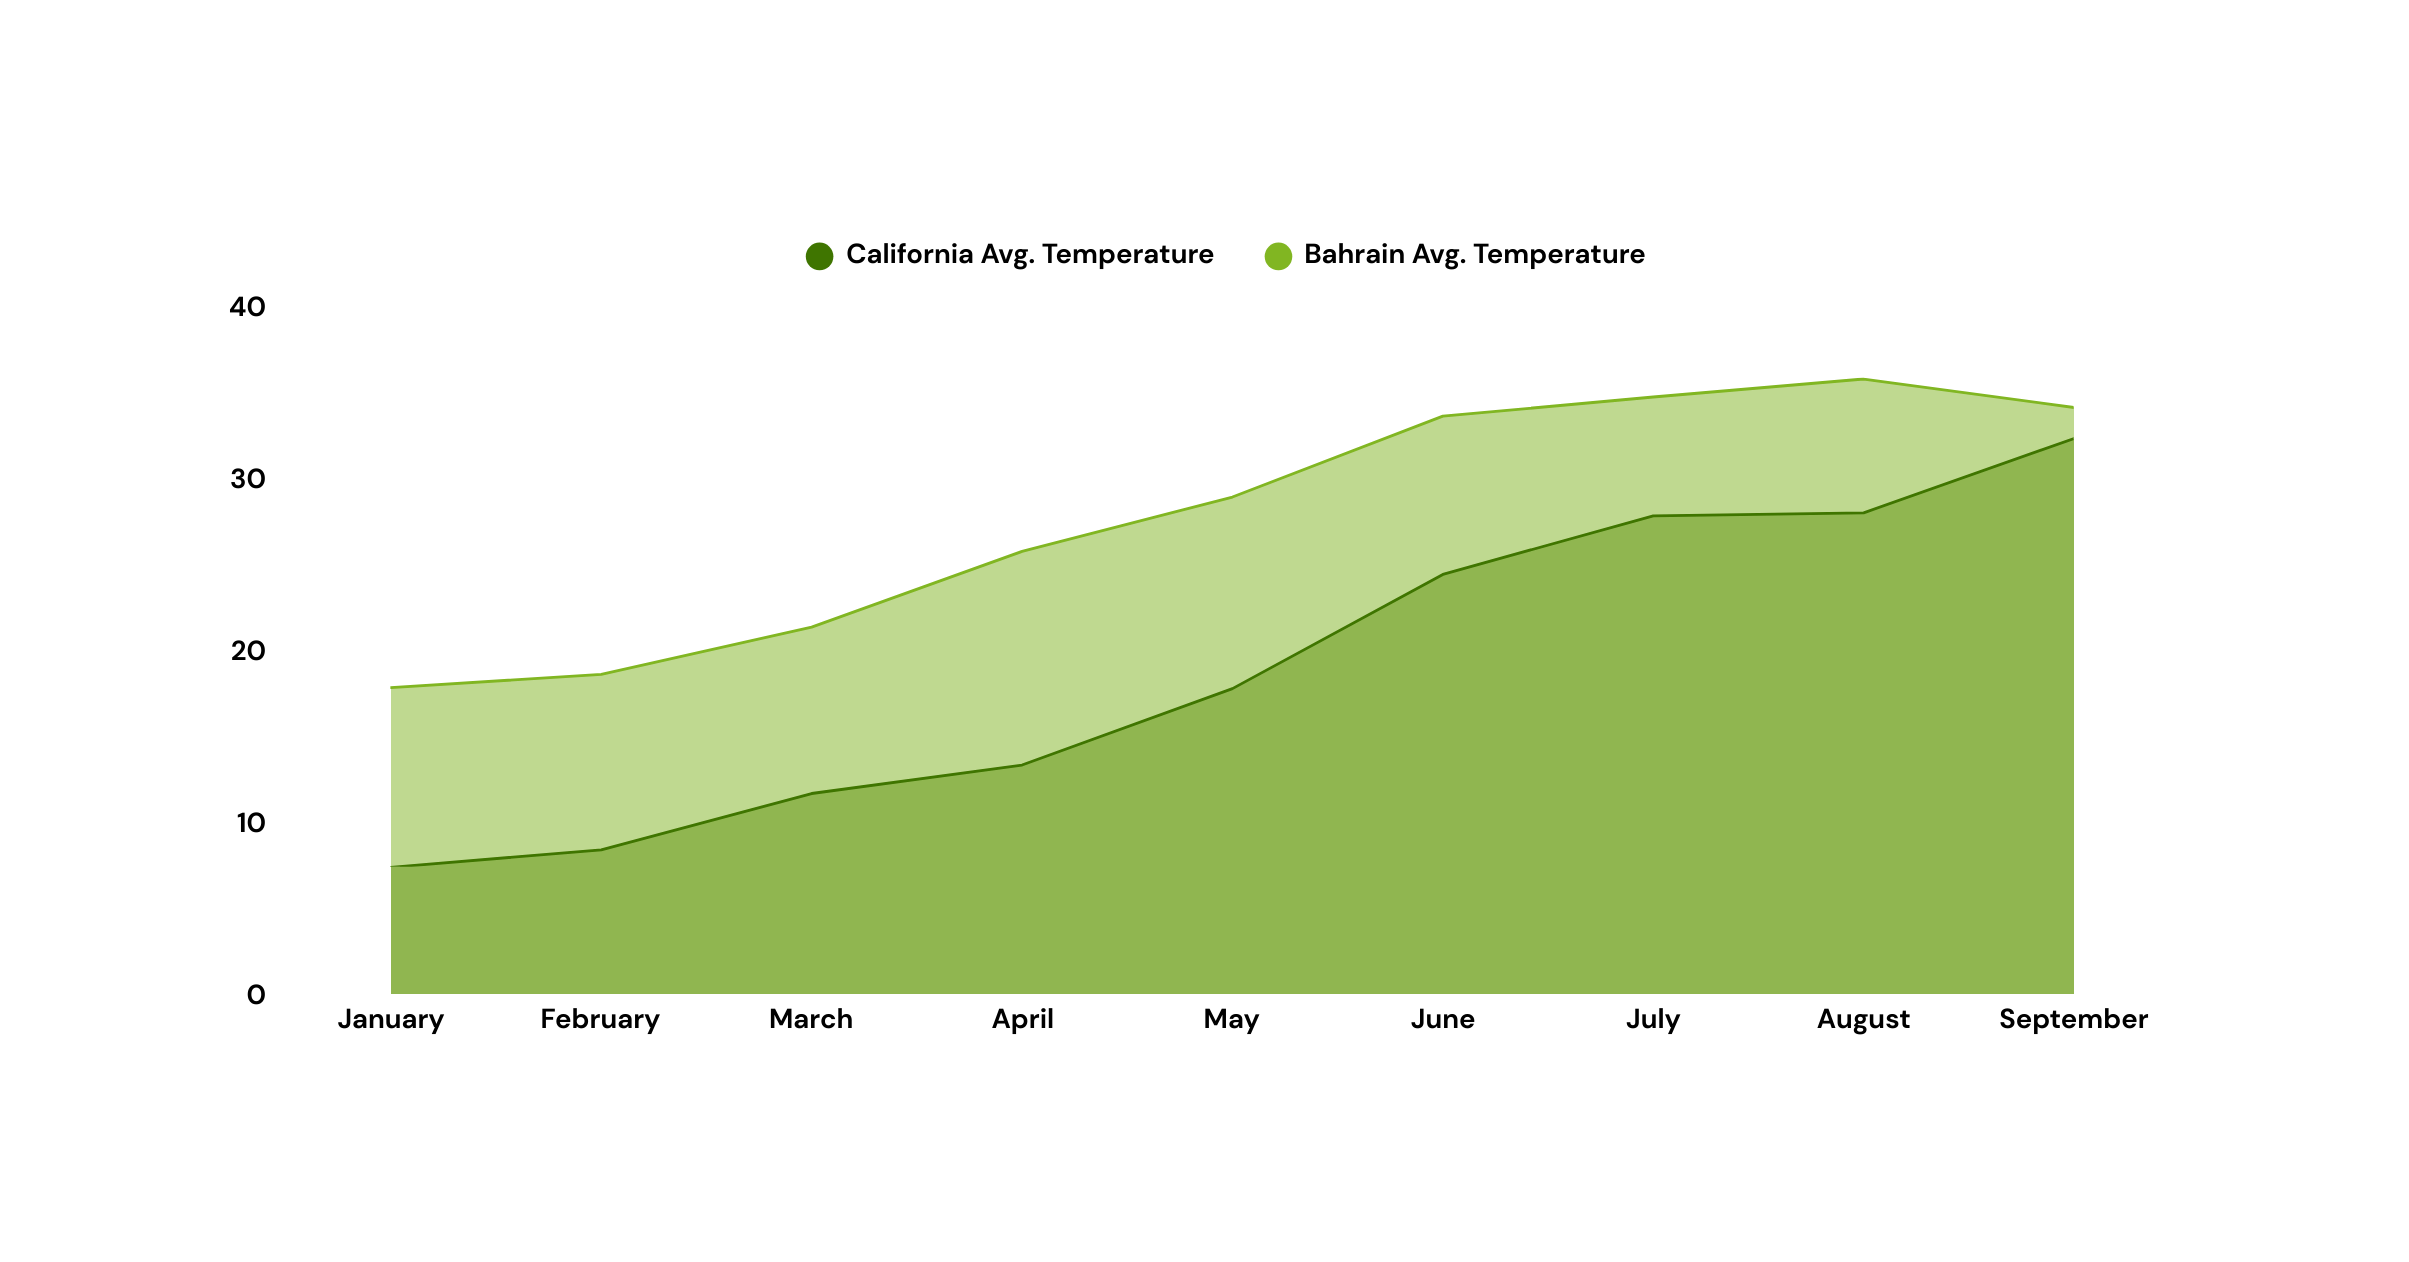 California Avg. Temperature
Bahrain Avg. Temperature
40
30
20
10
0
January
February
March
April
May
June
July
August
September